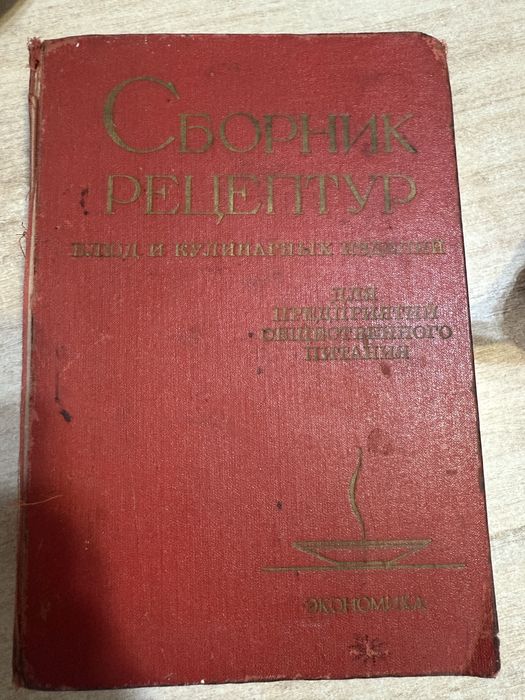 СБОРНИК
РЕЦЕПТУР
БЛЮД И КУЛИНАРНЫХ ИЗДЕЛИЙ
ДЛЯ
ПРЕДПРИЯТИЙ
ОБЩЕСТВЕННОГО
ПИТАНИЯ
ЭКОНОМИКА